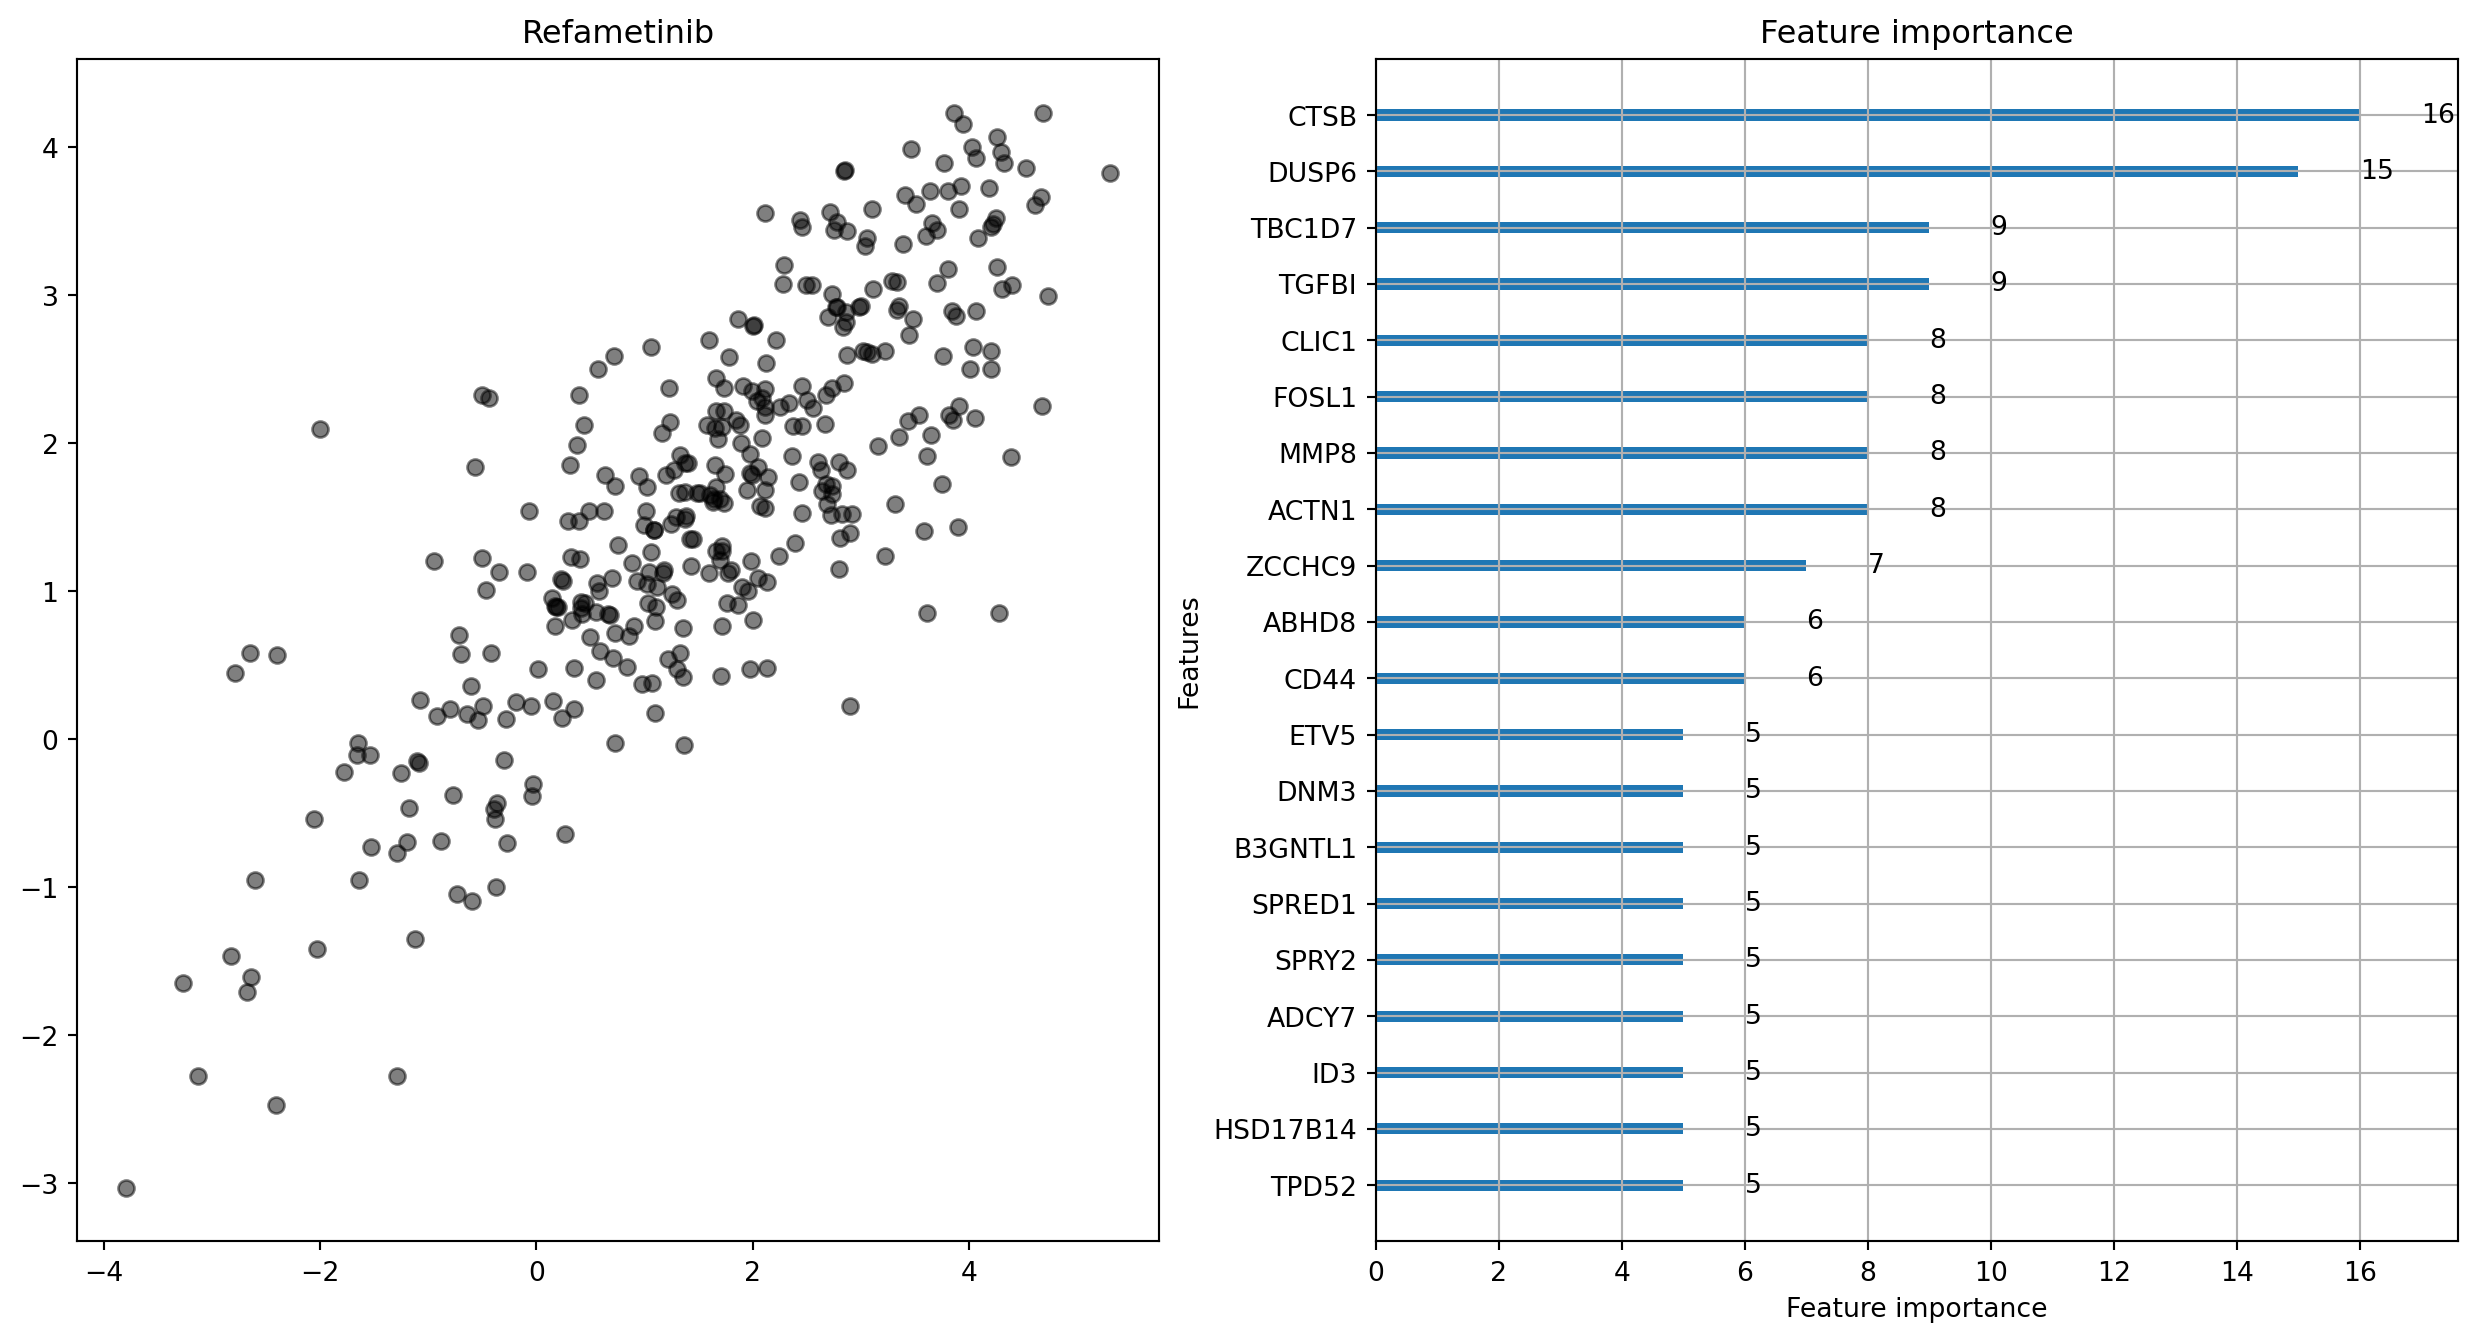 Refametinib
4
3
2
1
0
−1
−2
−3
−4
−2
0
2
4
Feature importance
Features
CTSB 16
DUSP6 15
TBC1D7 9
TGFBI 9
CLIC1 8
FOSL1 8
MMP8 8
ACTN1 8
ZCCHC9 7
ABHD8 6
CD44 6
ETV5 5
DNM3 5
B3GNTL1 5
SPRED1 5
SPRY2 5
ADCY7 5
ID3 5
HSD17B14 5
TPD52 5
0 2 4 6 8 10 12 14 16
Feature importance